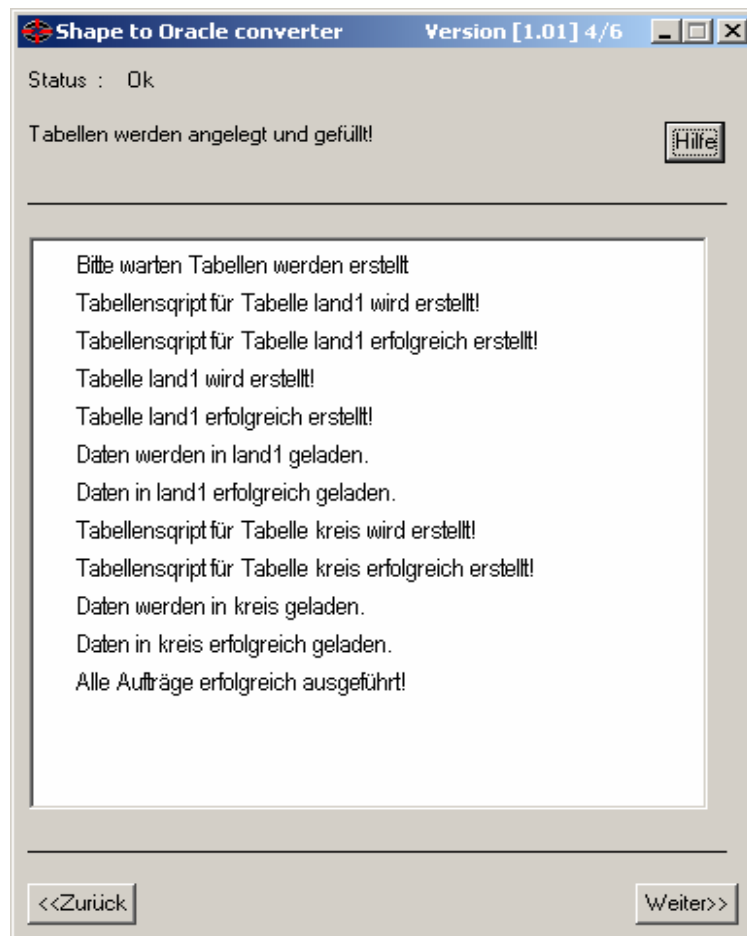 Shape to Oracle converter Version [1.01] 4/6
Status : Ok
Tabellen werden angelegt und gefüllt!
Hilfe
Bitte warten Tabellen werden erstellt
Tabellensqript für Tabelle land1 wird erstellt!
Tabellensqript für Tabelle land1 erfolgreich erstellt!
Tabelle land1 wird erstellt!
Tabelle land1 erfolgreich erstellt!
Daten werden in land1 geladen.
Daten in land1 erfolgreich geladen.
Tabellensqript für Tabelle kreis wird erstellt!
Tabellensqript für Tabelle kreis erfolgreich erstellt!
Daten werden in kreis geladen.
Daten in kreis erfolgreich geladen.
Alle Aufträge erfolgreich ausgeführt!
<<Zurück Weiter>>